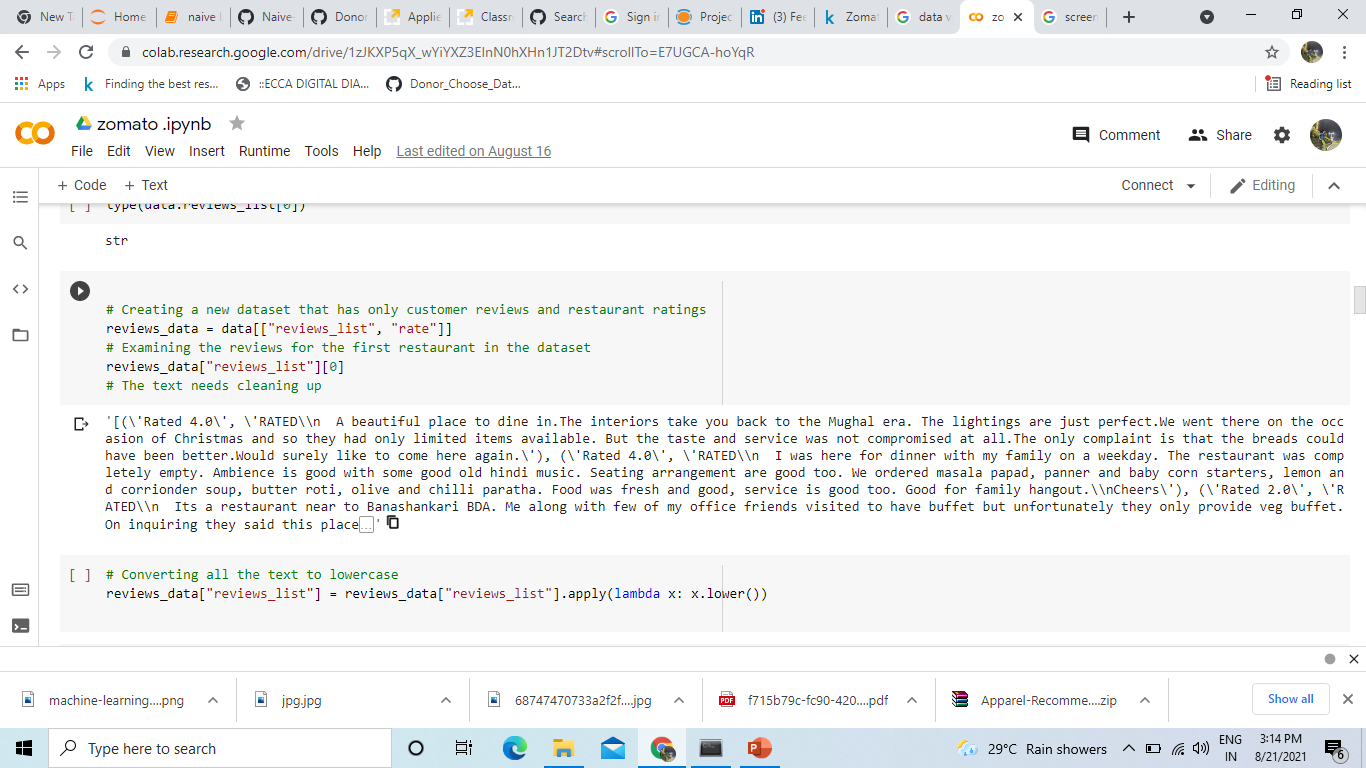 New T
Home
naive
Naive-
Donor
Applie
Classr
Search
Sign in
Projec
(3) Fee
Zomat
data v
zo
screen
colab.research.google.com/drive/1zJKXP5qX_wYiYXZ3EInN0hXHn1JT2Dtv#scrollTo=E7UGCA-hoYqR
Apps
Finding the best res...
::ECCA DIGITAL DIA...
Donor_Choose_Dat...
Reading list
zomato .ipynb
Comment
Share
File Edit View Insert Runtime Tools Help Last edited on August 16
+ Code + Text
Connect
Editing
[ ] type(data.reviews_list[0])
str
# Creating a new dataset that has only customer reviews and restaurant ratings
reviews_data = data[["reviews_list", "rate"]]
# Examining the reviews for the first restaurant in the dataset
reviews_data["reviews_list"][0]
# The text needs cleaning up
'[(\'Rated 4.0\', \'RATED\\n  A beautiful place to dine in.The interiors take you back to the Mughal era. The lightings are just perfect.We went there on the occ
asion of Christmas and so they had only limited items available. But the taste and service was not compromised at all.The only complaint is that the breads could
have been better.Would surely like to come here again.\'), (\'Rated 4.0\', \'RATED\\n  I was here for dinner with my family on a weekday. The restaurant was comp
letely empty. Ambience is good with some good old hindi music. Seating arrangement are good too. We ordered masala papad, panner and baby corn starters, lemon an
d corrionder soup, butter roti, olive and chilli paratha. Food was fresh and good, service is good too. Good for family hangout.\\nCheers\'), (\'Rated 2.0\', \'R
ATED\\n  Its a restaurant near to Banashankari BDA. Me along with few of my office friends visited to have buffet but unfortunately they only provide veg buffet.
On inquiring they said this place...'
[ ] # Converting all the text to lowercase
reviews_data["reviews_list"] = reviews_data["reviews_list"].apply(lambda x: x.lower())
machine-learning....png
jpg.jpg
68747470733a2f2f....jpg
f715b79c-fc90-420....pdf
Apparel-Recomme....zip
Show all
Type here to search
29°C Rain showers
ENG
IN
3:14 PM
8/21/2021
6